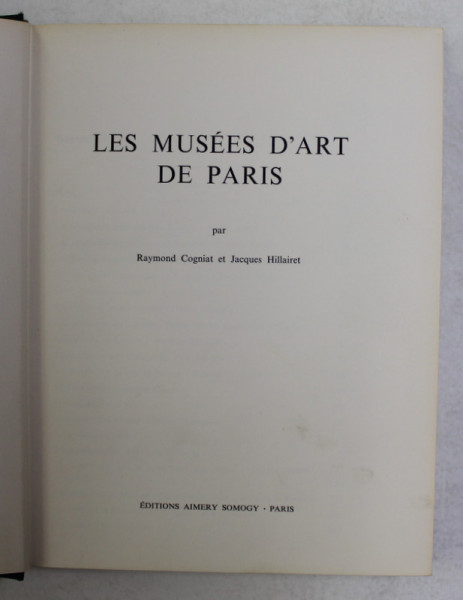 LES MUSÉES D'ART
DE PARIS
par
Raymond Cogniat et Jacques Hillairet
ÉDITIONS AIMERY SOMOGY · PARIS